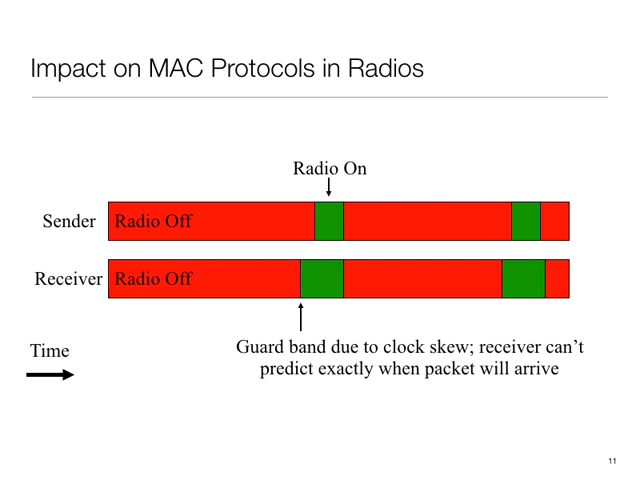 Impact on MAC Protocols in Radios
Radio On
Sender
Radio Off
Receiver
Radio Off
Time
Guard band due to clock skew; receiver can’t
predict exactly when packet will arrive
11